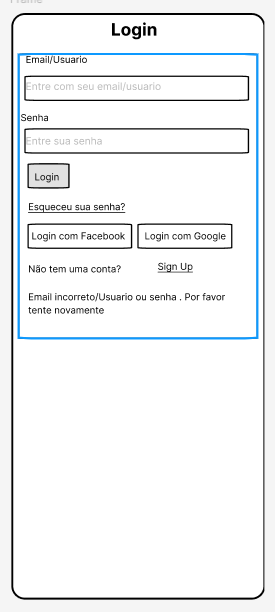 Frame
Login
Email/Usuario
Entre com seu email/usuario
Senha
Entre sua senha
Login
Esqueceu sua senha?
Login com Facebook
Login com Google
Não tem uma conta?
Sign Up
Email incorreto/Usuario ou senha . Por favor
tente novamente